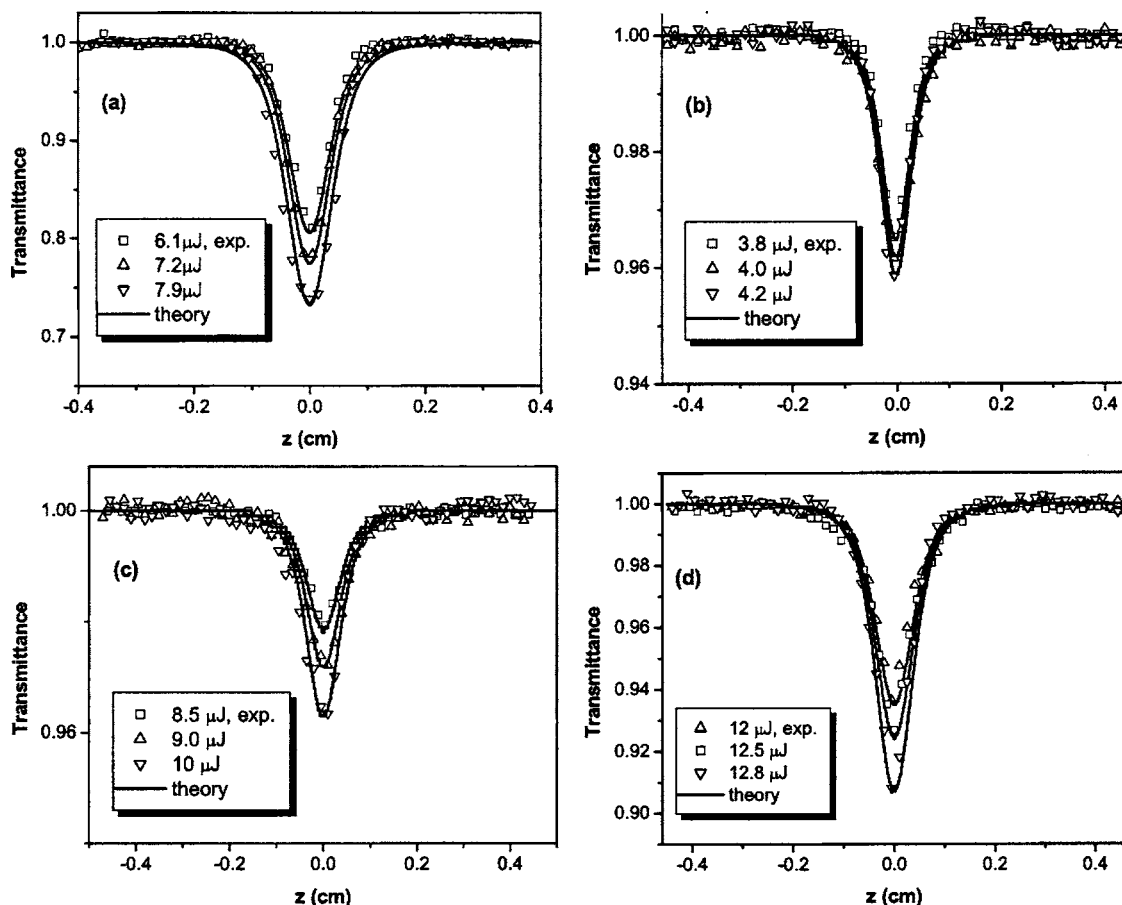 1.0
0.9
0.8
0.7
Transmittance
(a)
6.1μJ, exp.
7.2μJ
7.9μJ
theory
-0.4
-0.2
0.0
0.2
0.4
z (cm)
1.00
0.98
0.96
0.94
Transmittance
(b)
3.8 μJ, exp.
4.0 μJ
4.2 μJ
theory
-0.4
-0.2
0.0
0.2
0.4
z (cm)
1.00
0.96
Transmittance
(c)
8.5 μJ, exp.
9.0 μJ
10 μJ
theory
-0.4
-0.2
0.0
0.2
0.4
z (cm)
1.00
0.98
0.96
0.94
0.92
0.90
Transmittance
(d)
12 μJ, exp.
12.5 μJ
12.8 μJ
theory
-0.4
-0.2
0.0
0.2
0.4
z (cm)